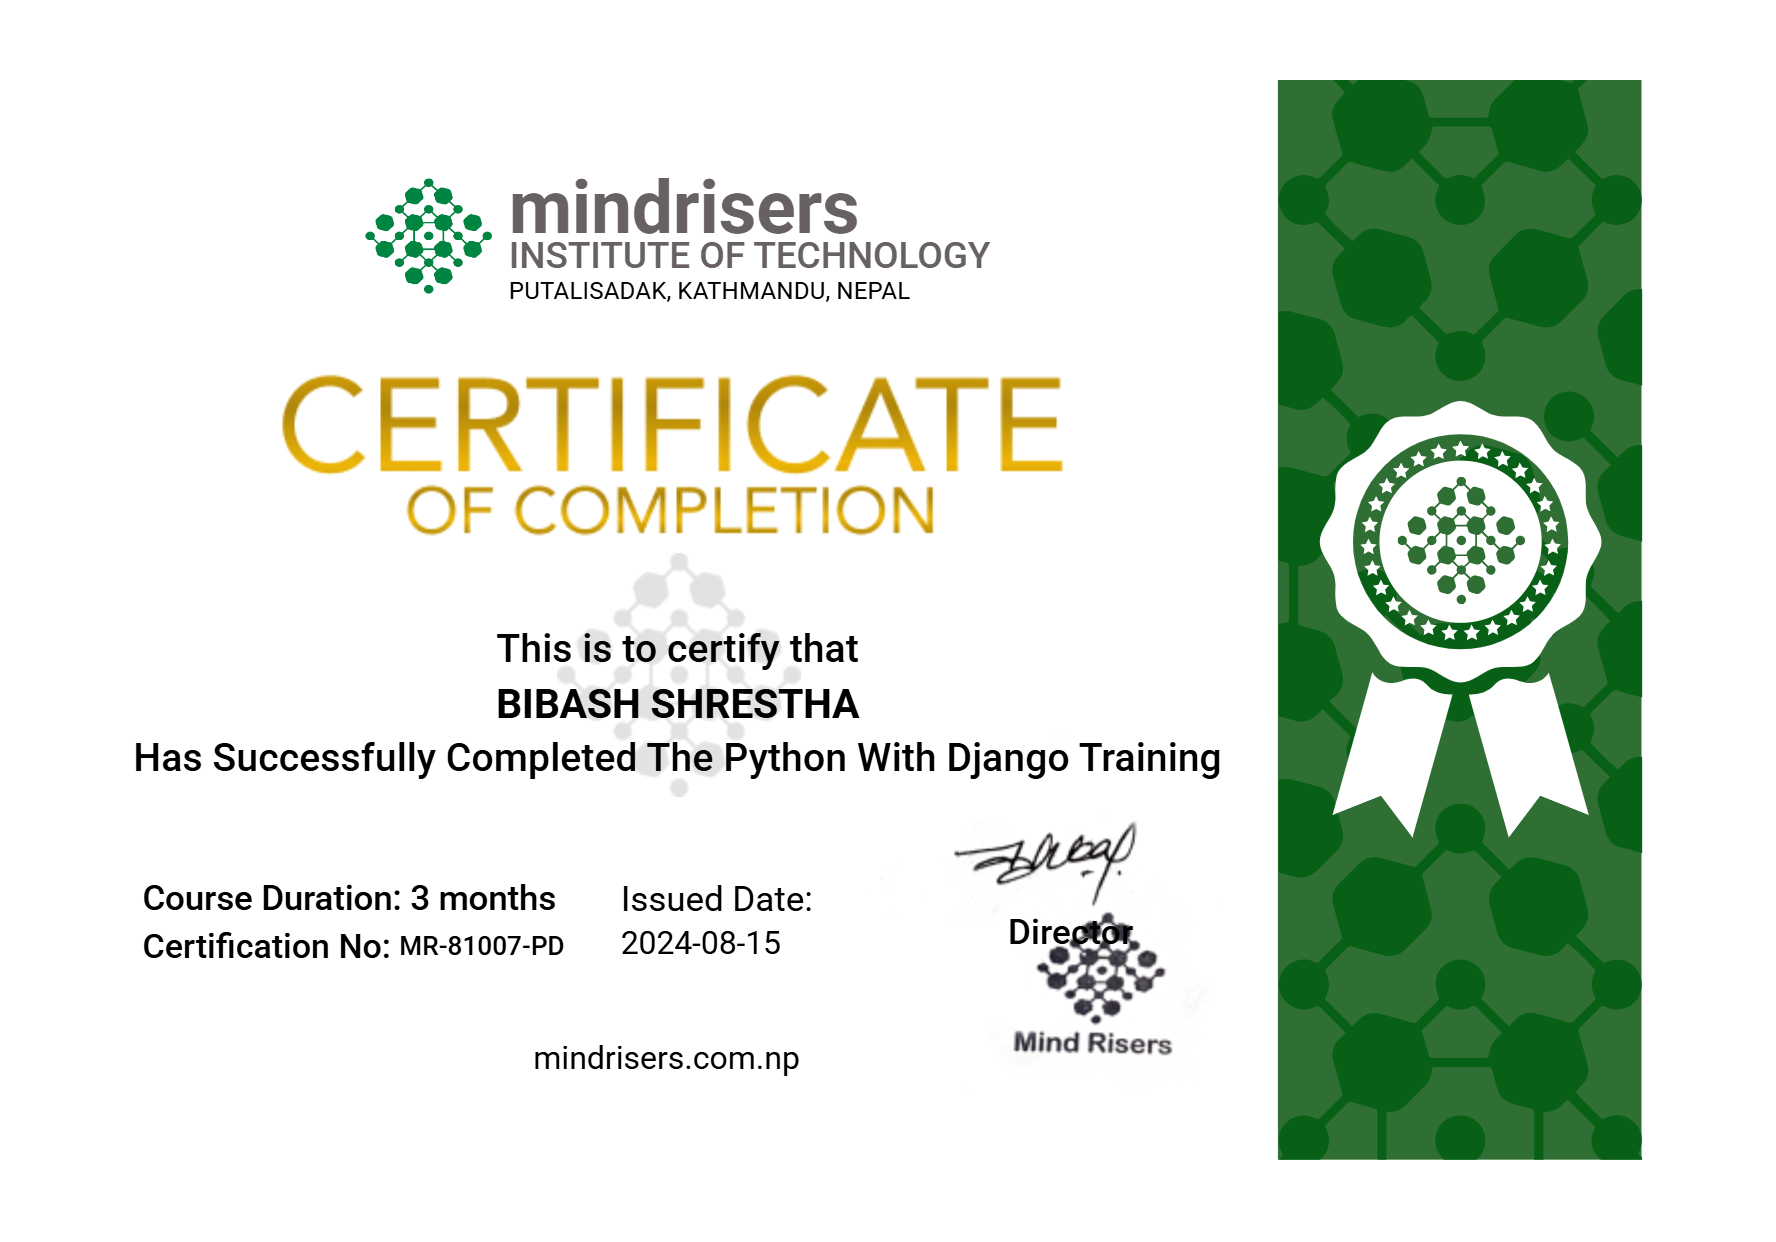 mindrisers
INSTITUTE OF TECHNOLOGY
PUTALISADAK, KATHMANDU, NEPAL
CERTIFICATE
OF COMPLETION
This is to certify that
BIBASH SHRESTHA
Has Successfully Completed The Python With Django Training
Course Duration: 3 months
Certification No: MR-81007-PD
Issued Date:
2024-08-15
Director
Mind Risers
mindrisers.com.np